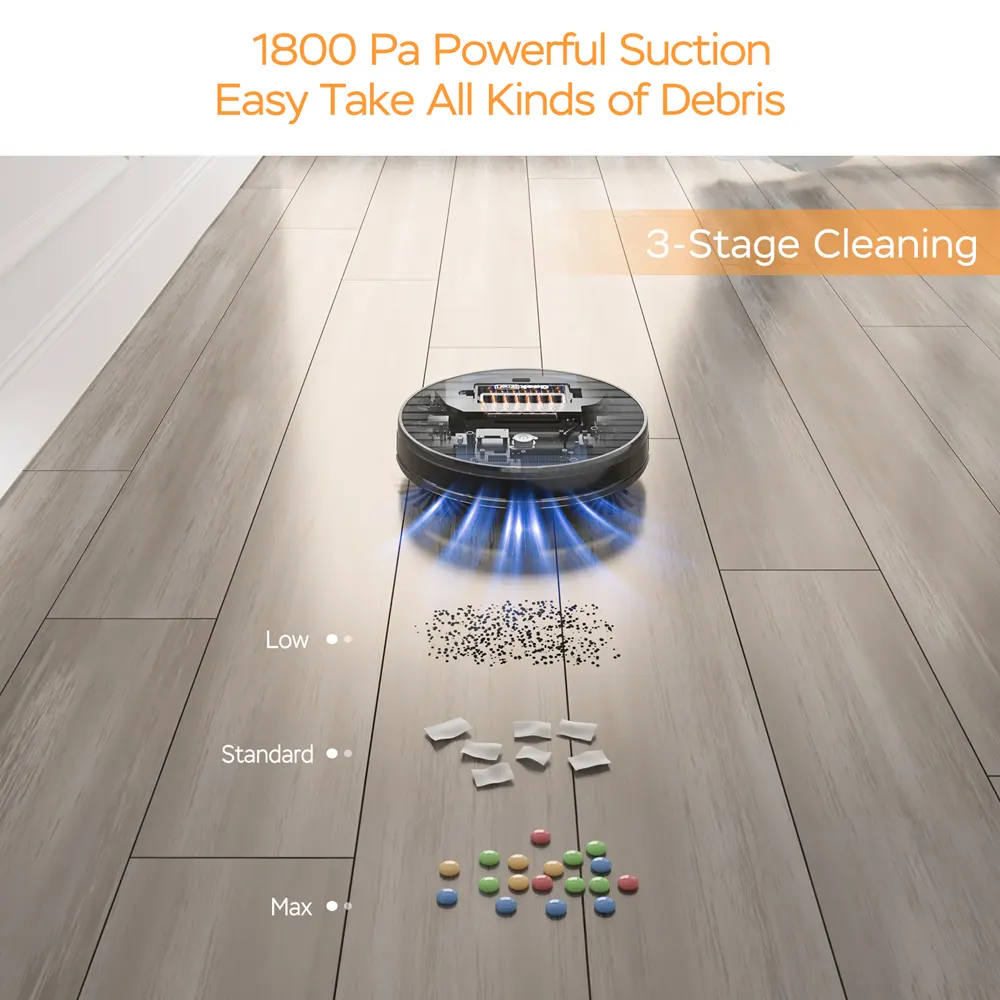 1800 Pa Powerful Suction
Easy Take All Kinds of Debris
3-Stage Cleaning
Low
Standard
Max